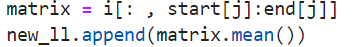 matrix = i[: , start[j]:end[j]]
new_ll.append(matrix.mean())